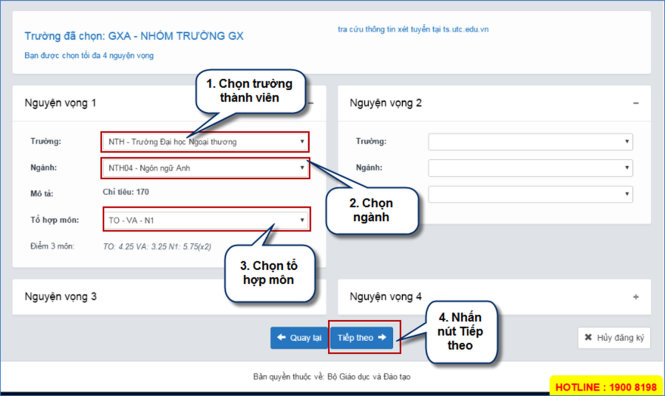 Trường đã chọn: GXA - NHÓM TRƯỜNG GX
tra cứu thông tin xét tuyển tại ts.utc.edu.vn
Bạn được chọn tối đa 4 nguyện vọng
1. Chọn trường
thành viên
Nguyện vọng 1
Nguyện vọng 2
Trường:
NTH - Trường Đại học Ngoại thương
Trường:
Ngành:
NTH04 - Ngôn ngữ Anh
Ngành:
Mô tả:
Chỉ tiêu: 170
2. Chọn
ngành
Tổ hợp môn:
TO - VA - N1
Điểm 3 môn:
TO: 4.25 VA: 3.25 N1: 5.75(x2)
3. Chọn tổ
hợp môn
Nguyện vọng 3
Nguyện vọng 4
4. Nhấn
nút Tiếp
theo
Quay lại
Tiếp theo
Hủy đăng ký
Bản quyền thuộc về: Bộ Giáo dục và Đào tạo
HOTLINE : 1900 8198